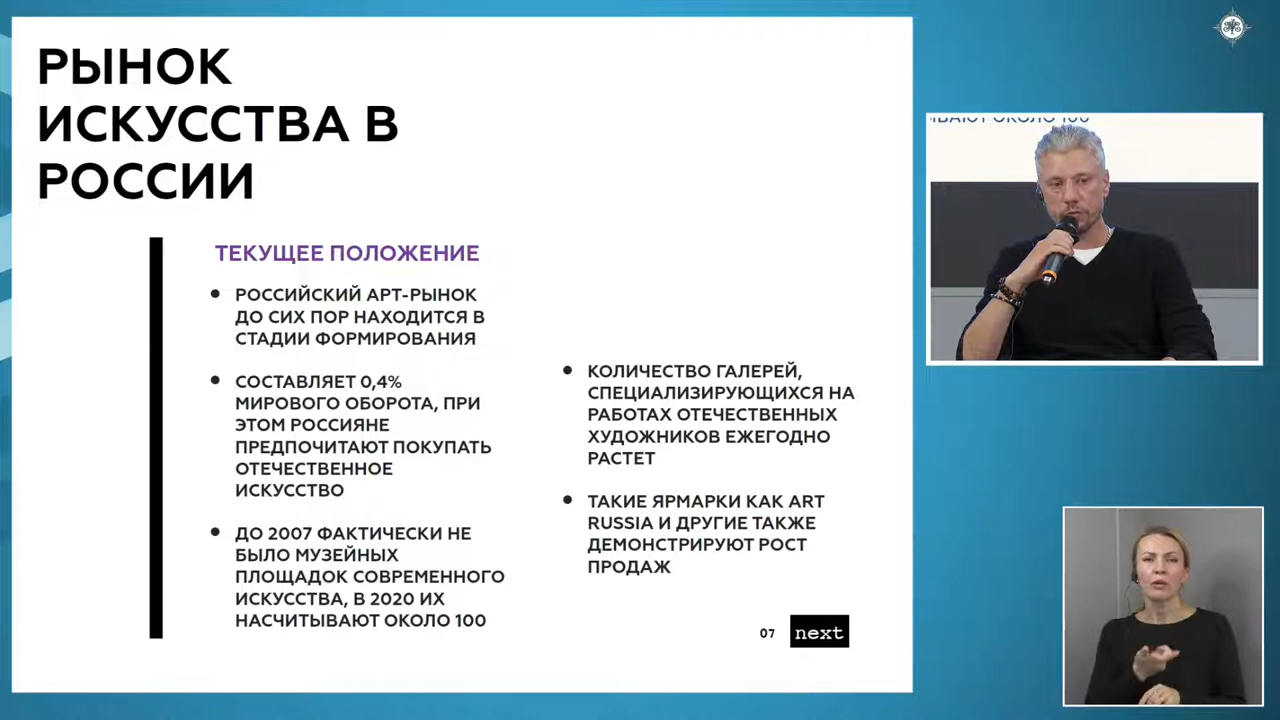 РЫНОК
ИСКУССТВА В
РОССИИ
ТЕКУЩЕЕ ПОЛОЖЕНИЕ
● РОССИЙСКИЙ АРТ-РЫНОК
ДО СИХ ПОР НАХОДИТСЯ В
СТАДИИ ФОРМИРОВАНИЯ
● СОСТАВЛЯЕТ 0,4%
МИРОВОГО ОБОРОТА, ПРИ
ЭТОМ РОССИЯНЕ
ПРЕДПОЧИТАЮТ ПОКУПАТЬ
ОТЕЧЕСТВЕННОЕ
ИСКУССТВО
● ДО 2007 ФАКТИЧЕСКИ НЕ
БЫЛО МУЗЕЙНЫХ
ПЛОЩАДОК СОВРЕМЕННОГО
ИСКУССТВА, В 2020 ИХ
НАСЧИТЫВАЮТ ОКОЛО 100
● КОЛИЧЕСТВО ГАЛЕРЕЙ,
СПЕЦИАЛИЗИРУЮЩИХСЯ НА
РАБОТАХ ОТЕЧЕСТВЕННЫХ
ХУДОЖНИКОВ ЕЖЕГОДНО
РАСТЕТ
● ТАКИЕ ЯРМАРКИ КАК ART
RUSSIA И ДРУГИЕ ТАКЖЕ
ДЕМОНСТРИРУЮТ РОСТ
ПРОДАЖ
07 next
ОКОЛО 100